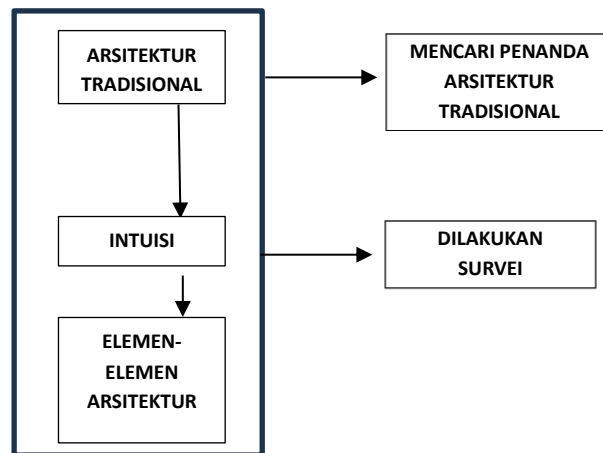 ARSITEKTUR
TRADISIONAL
MENCARI PENANDA
ARSITEKTUR
TRADISIONAL
INTUISI
DILAKUKAN
SURVEI
ELEMEN-
ELEMEN
ARSITEKTUR